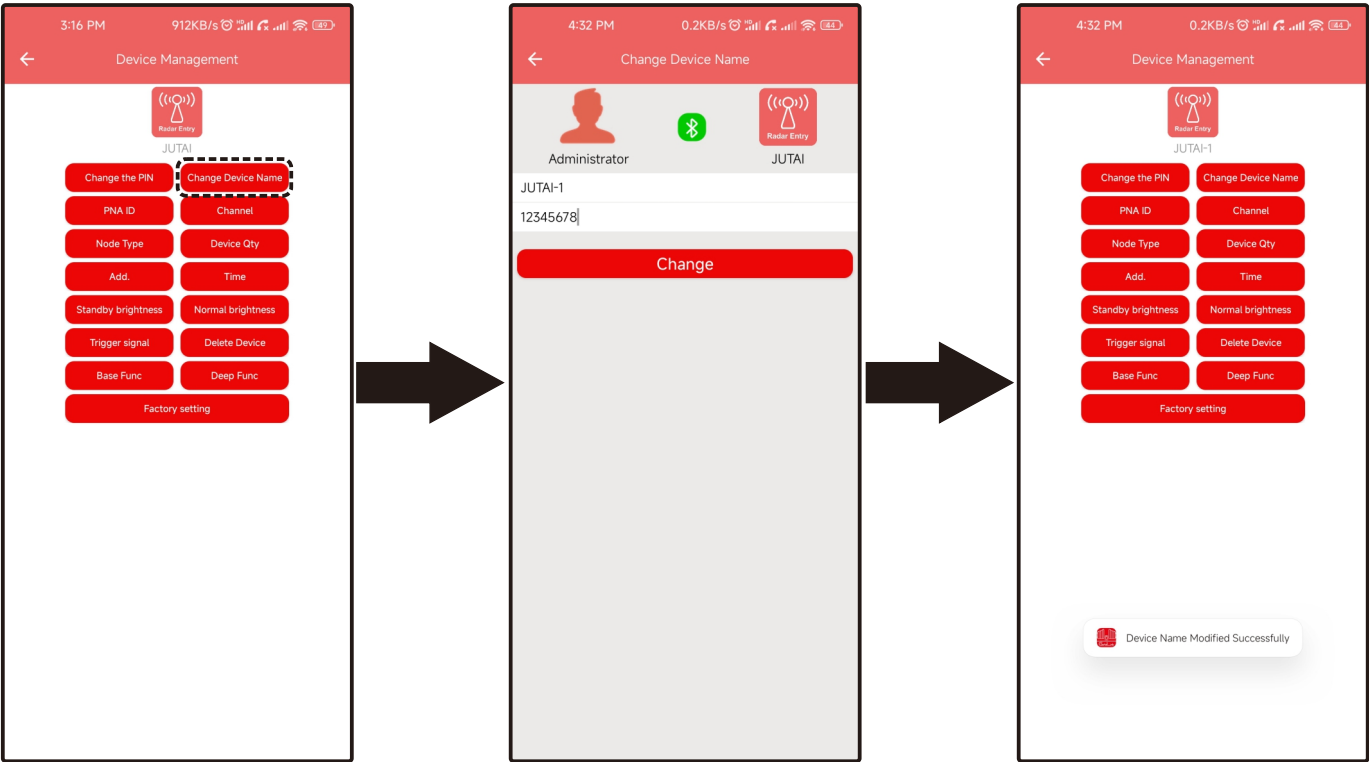 3:16 PM 912KB/s HD 49
Device Management
Radar Entry
JUTAI
Change the PIN Change Device Name
PNA ID Channel
Node Type Device Qty
Add. Time
Standby brightness Normal brightness
Trigger signal Delete Device
Base Func Deep Func
Factory setting
4:32 PM 0.2KB/s HD 44
Change Device Name
Radar Entry
Administrator JUTAI
JUTAI-1
12345678
Change
4:32 PM 0.2KB/s HD 44
Device Management
Radar Entry
JUTAI-1
Change the PIN Change Device Name
PNA ID Channel
Node Type Device Qty
Add. Time
Standby brightness Normal brightness
Trigger signal Delete Device
Base Func Deep Func
Factory setting
Device Name Modified Successfully